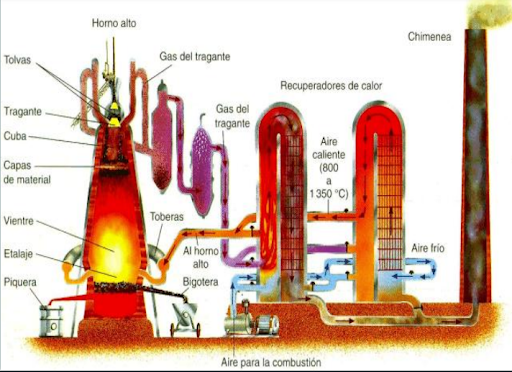 Horno alto
Chimenea
Tolvas
Gas del tragante
Recuperadores de calor
Tragante
Gas del
tragante
Cuba
Aire
caliente
(800
a
1 350 °C)
Capas
de material
Vientre
Toberas
Etalaje
Al horno
alto
Aire frío
Piquera
Bigotera
Aire para la combustión